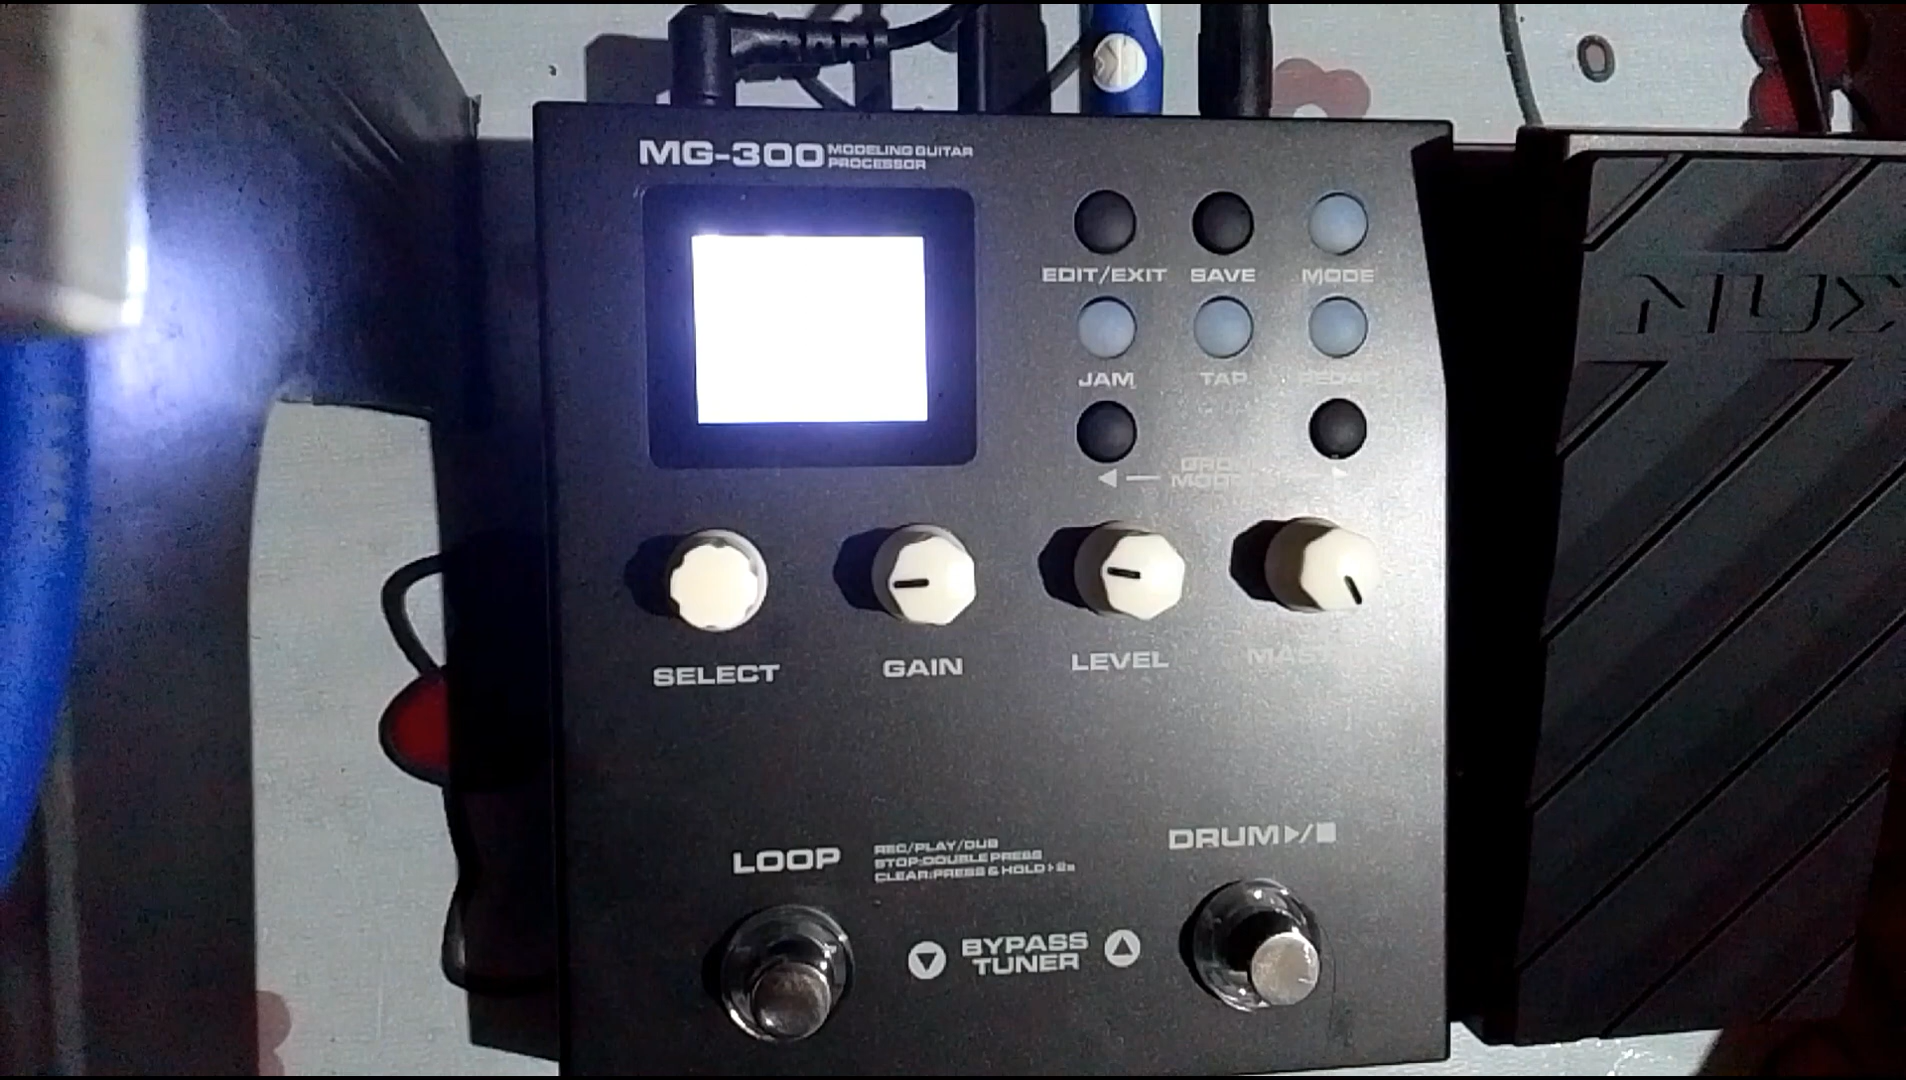 MG-300 MODELING GUITAR
PROCESSOR
EDIT/EXIT SAVE MODE
JAM TAP
SELECT GAIN LEVEL
LOOP
REC/PLAY/DUB
STOP:DOUBLE PRESS
CLEAR:PRESS & HOLD>2s
DRUM▶/■
▼ BYPASS ▲
TUNER
NUX